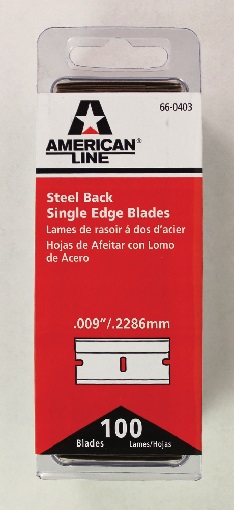 66-0403
AMERICAN®
LINE
Steel Back
Single Edge Blades
Lames de rasoir á dos d'acier
Hojas de Afeitar con Lomo
de Acero
.009"/.2286mm
100
Blades Lames/Hojas